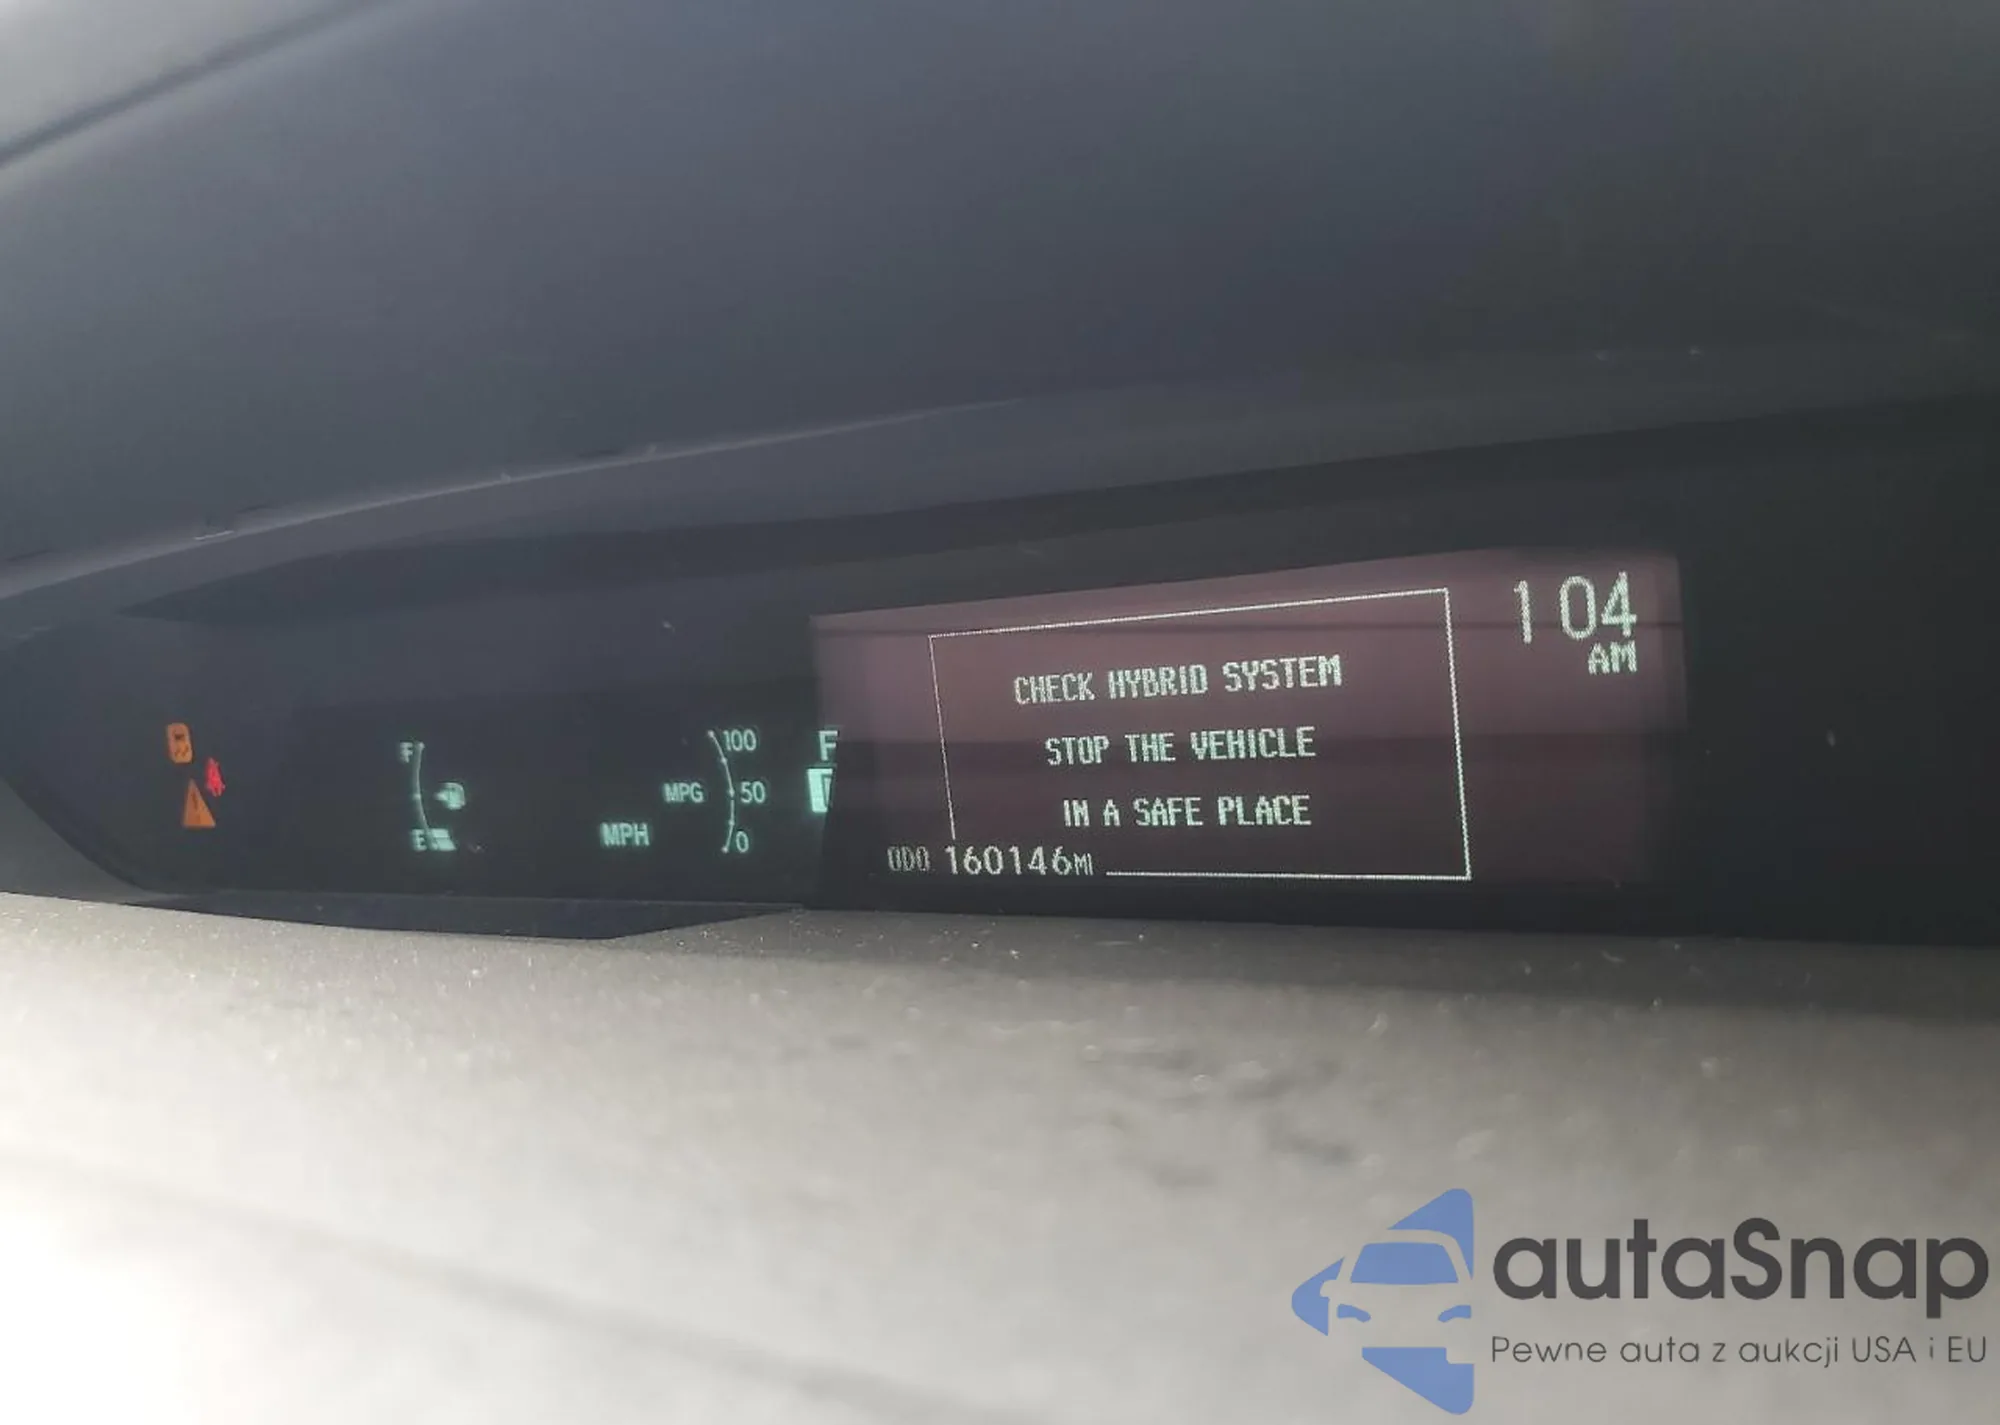 1 04
AM
CHECK HYBRID SYSTEM
STOP THE VEHICLE
IN A SAFE PLACE
ODO 160146MI
F
E
MPH
MPG
100
50
0
autaSnap
Pewne auta z aukcji USA i EU